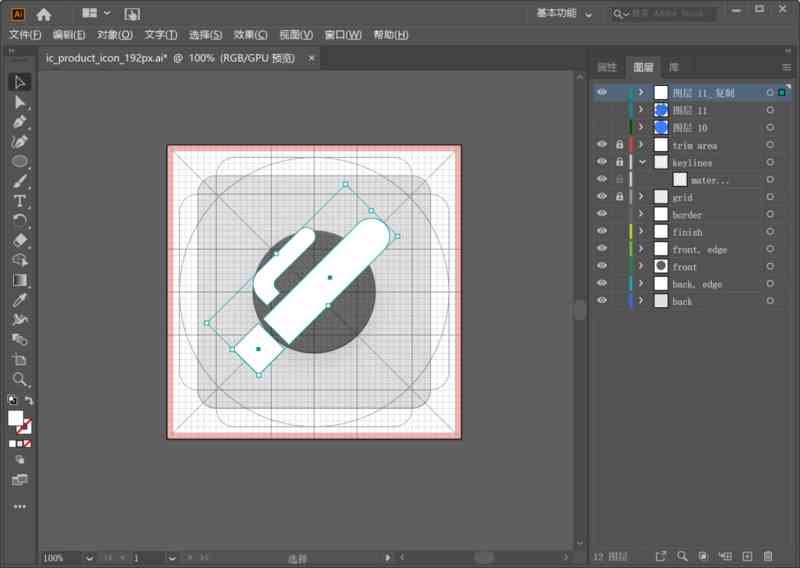 Ai
基本功能
搜索 Adobe Stock
文件(F) 编辑(E) 对象(O) 文字(T) 选择(S) 效果(C) 视图(V) 窗口(W) 帮助(H)
ic_product_icon_192px.ai* @ 100% (RGB/GPU 预览)
属性 图层 库
图层 11_复制
图层 11
图层 10
trim area
keylines
mater...
grid
border
finish
front, edge
front
back, edge
back
100% 1 选择
12 图层